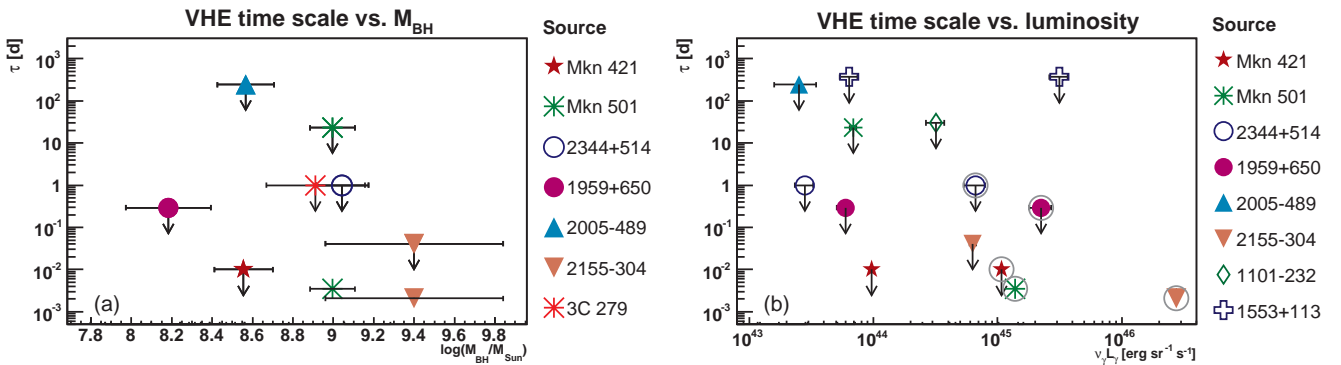 VHE time scale vs. M_BH
τ [d]
10³
10²
10
1
10⁻¹
10⁻²
10⁻³
(a)
7.8 8 8.2 8.4 8.6 8.8 9 9.2 9.4 9.6 9.8
log(M_BH/M_Sun)
Source
Mkn 421
Mkn 501
2344+514
1959+650
2005-489
2155-304
3C 279
VHE time scale vs. luminosity
τ [d]
10³
10²
10
1
10⁻¹
10⁻²
10⁻³
(b)
10⁴³ 10⁴⁴ 10⁴⁵ 10⁴⁶
ν_γL_γ [erg sr⁻¹ s⁻¹]
Source
Mkn 421
Mkn 501
2344+514
1959+650
2005-489
2155-304
1101-232
1553+113